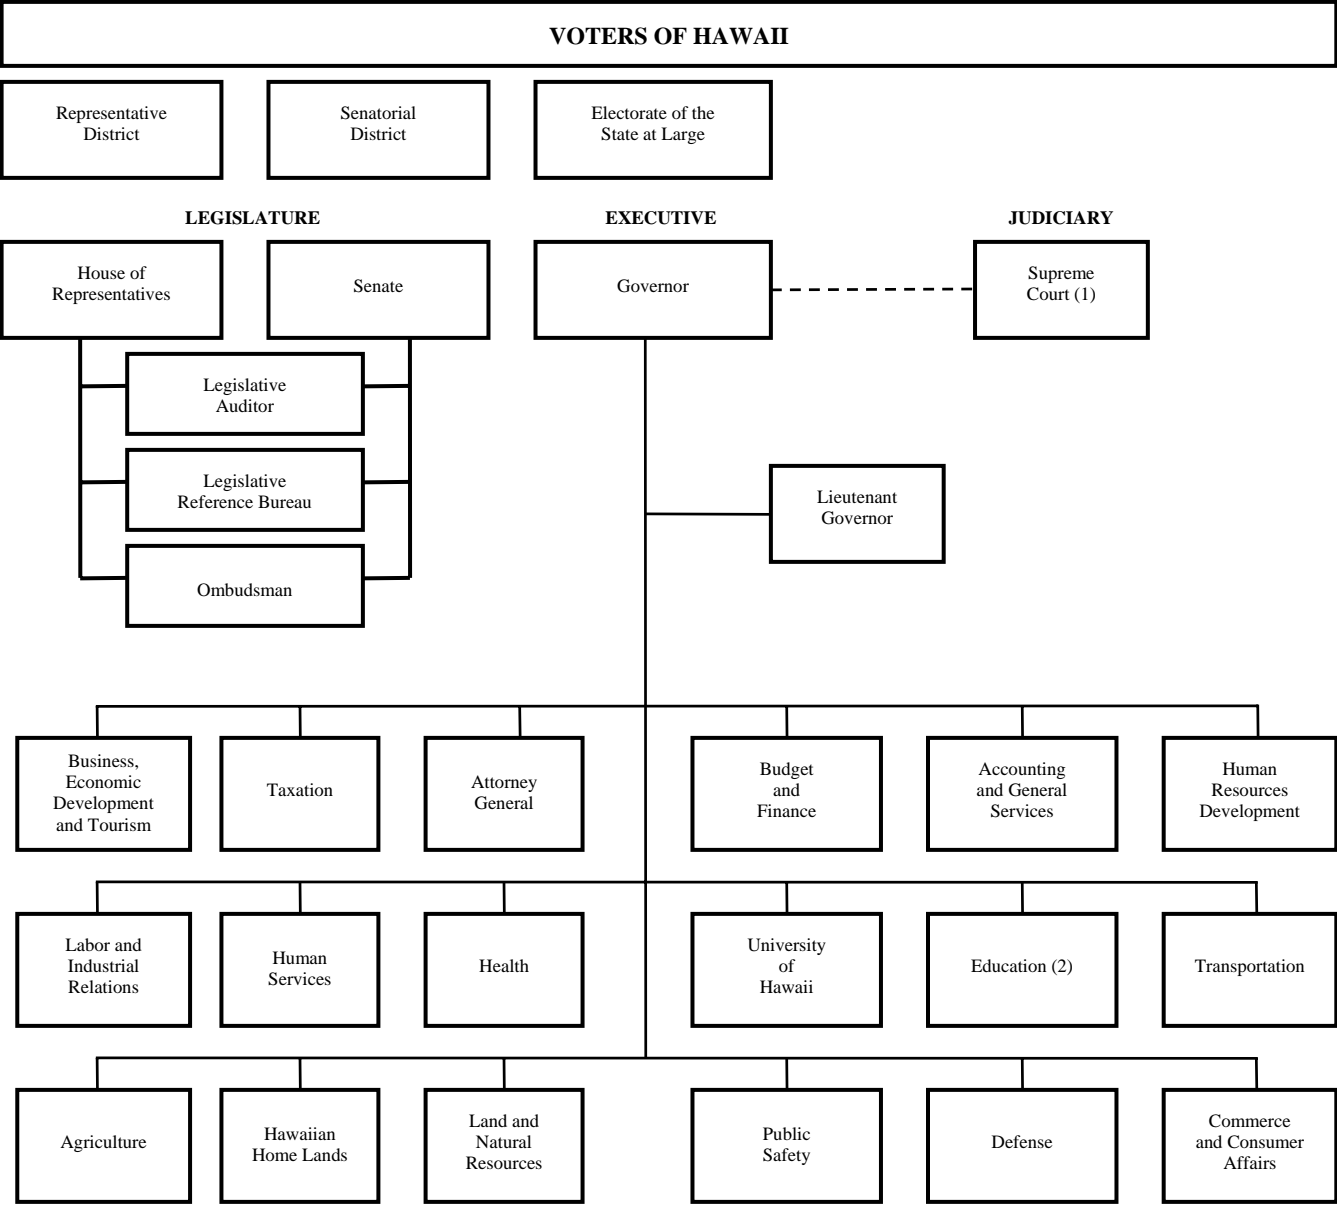 VOTERS OF HAWAII
Representative
District
Senatorial
District
Electorate of the
State at Large
LEGISLATURE
EXECUTIVE
JUDICIARY
House of
Representatives
Senate
Governor
Supreme
Court (1)
Legislative
Auditor
Legislative
Reference Bureau
Ombudsman
Lieutenant
Governor
Business,
Economic
Development
and Tourism
Taxation
Attorney
General
Budget
and
Finance
Accounting
and General
Services
Human
Resources
Development
Labor and
Industrial
Relations
Human
Services
Health
University
of
Hawaii
Education (2)
Transportation
Agriculture
Hawaiian
Home Lands
Land and
Natural
Resources
Public
Safety
Defense
Commerce
and Consumer
Affairs